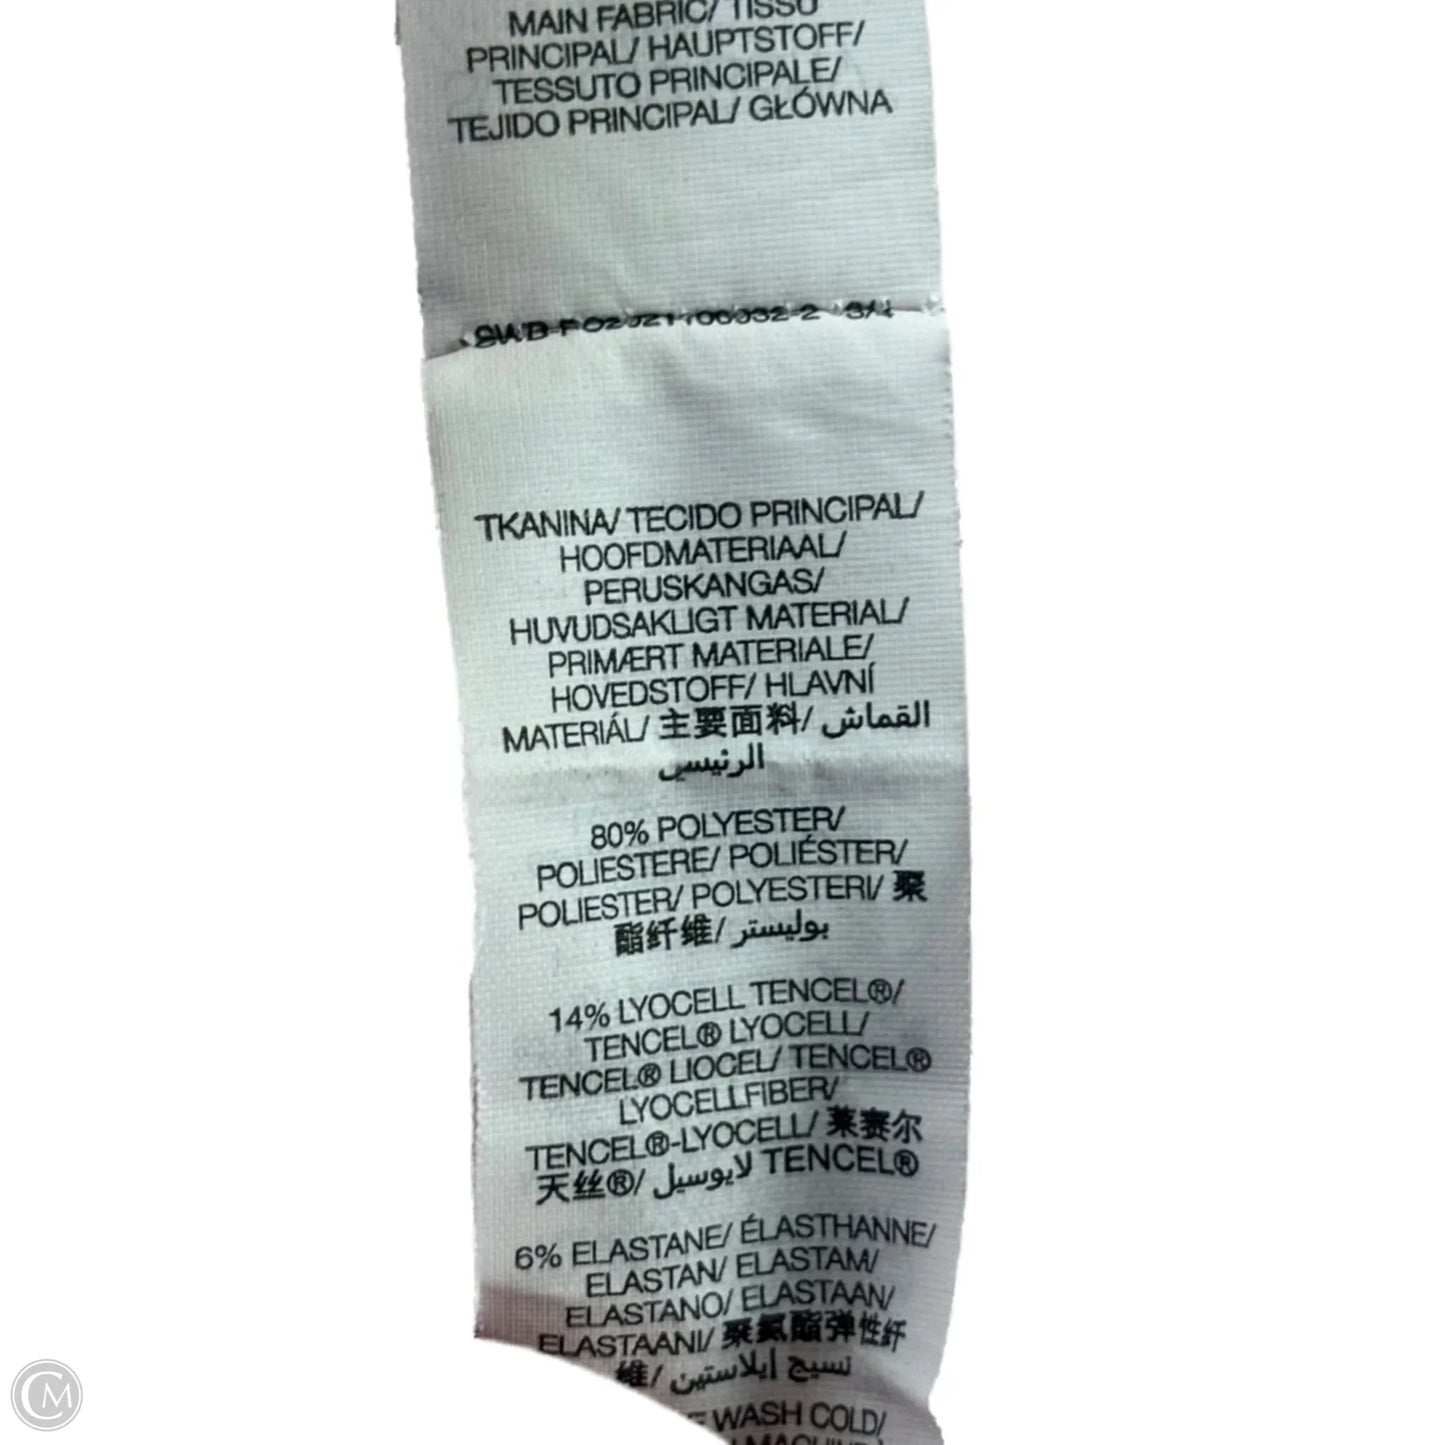 MAIN FABRIC/ TISSU
PRINCIPAL/ HAUPTSTOFF/
TESSUTO PRINCIPALE/
TEJIDO PRINCIPAL/ GŁÓWNA
TKANINA/ TECIDO PRINCIPAL/
HOOFDMATERIAAL/
PERUSKANGAS/
HUVUDSAKLIGT MATERIAL/
PRIMÆRT MATERIALE/
HOVEDSTOFF/ HLAVNÍ
MATERIÁL/ 主要面料/ القماش
الرئيسي
80% POLYESTER/
POLIESTERE/ POLIÉSTER/
POLIESTER/ POLYESTERI/ 聚
酯纤维/ بوليستر
14% LYOCELL TENCEL®/
TENCEL® LYOCELL/
TENCEL® LIOCEL/ TENCEL®
LYOCELLFIBER/
TENCEL®-LYOCELL/ 莱赛尔
天丝®/ لايوسيل TENCEL®
6% ELASTANE/ ÉLASTHANNE/
ELASTAN/ ELASTAM/
ELASTANO/ ELASTAAN/
ELASTAANI/ 聚氨酯弹性纤
维/ نسيج ايلاستين
WASH COLD/
CM